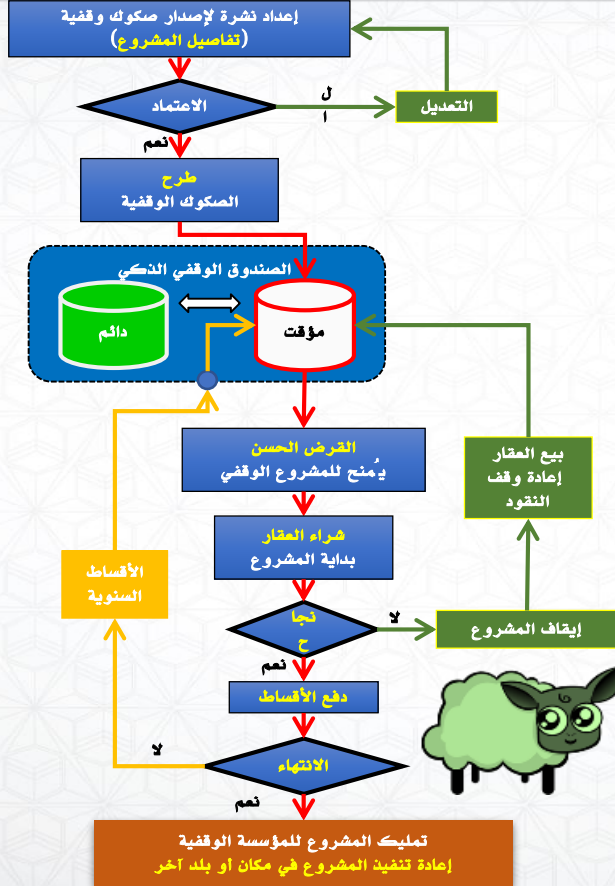 إعداد نشرة لإصدار صكوك وقفية
(تفاصيل المشروع)
الاعتماد
ل
ا
التعديل
نعم
طرح
الصكوك الوقفية
الصندوق الوقفي الذكي
دائم
مؤقت
القرض الحسن
يُمنح للمشروع الوقفي
بيع العقار
إعادة وقف
النقود
شراء العقار
بداية المشروع
الأقساط
السنوية
نجا
ح
لا
إيقاف المشروع
نعم
دفع الأقساط
الانتهاء
لا
نعم
تمليك المشروع للمؤسسة الوقفية
إعادة تنفيذ المشروع في مكان أو بلد آخر